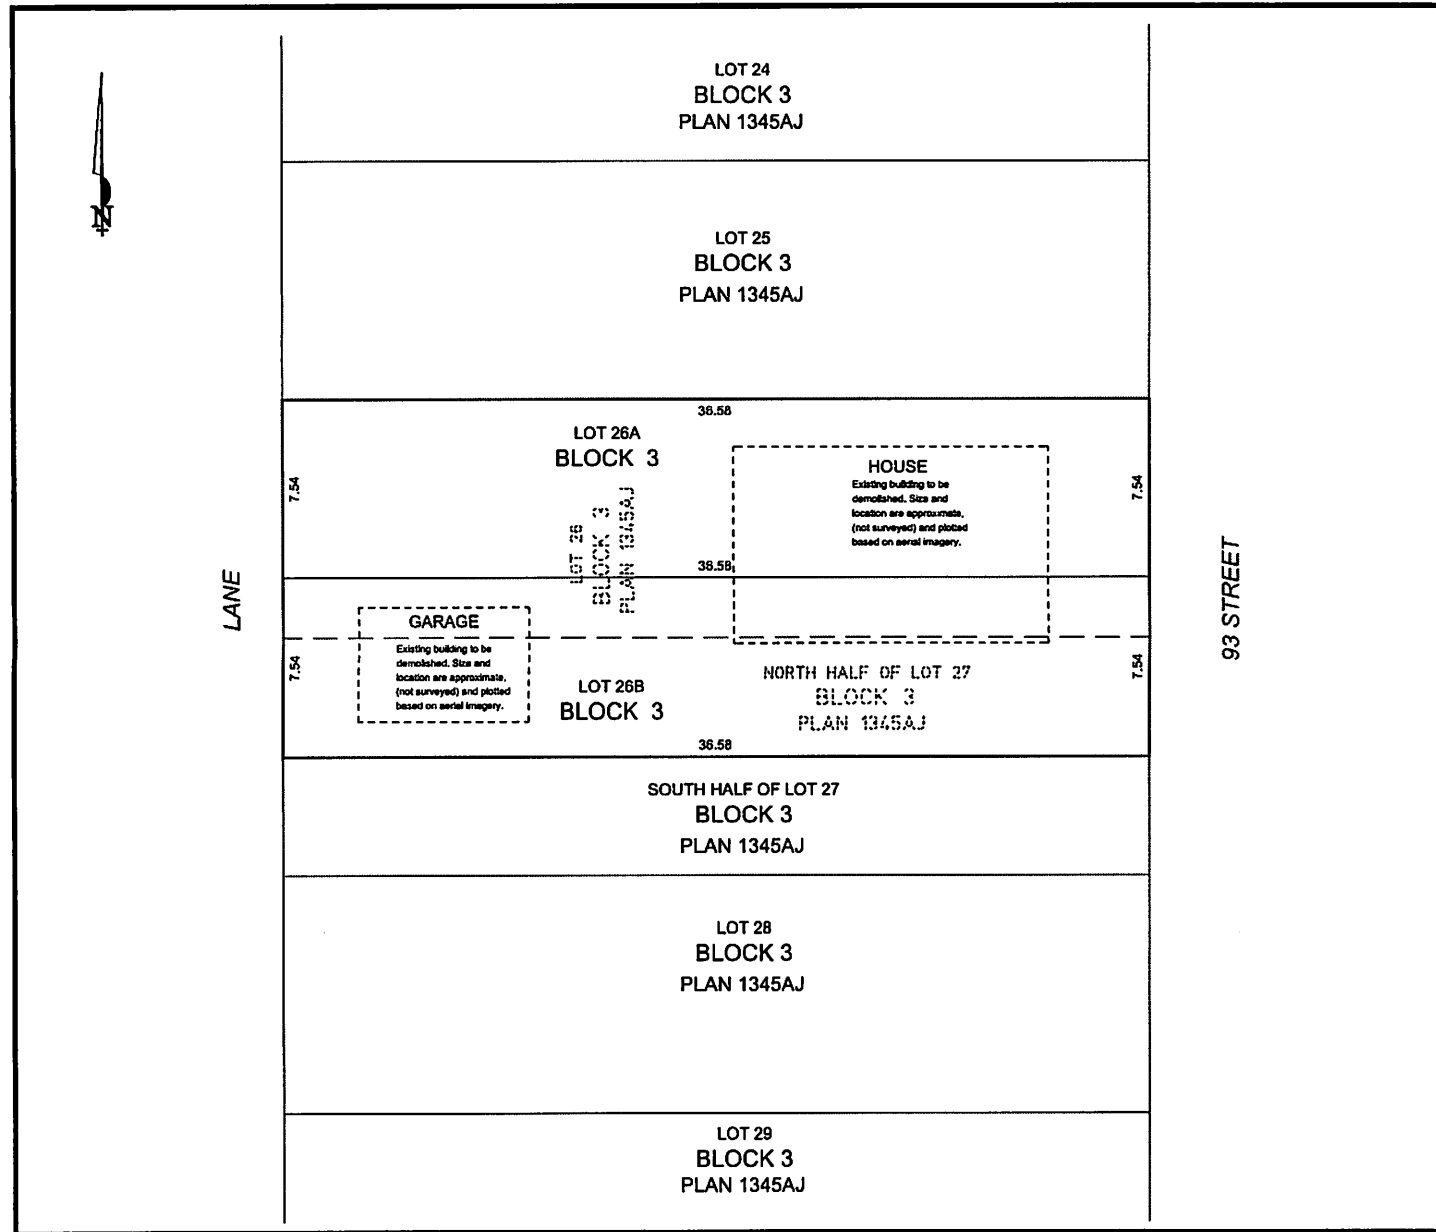 LOT 24
BLOCK 3
PLAN 1345AJ
N
LOT 25
BLOCK 3
PLAN 1345AJ
36.58
LOT 26A
BLOCK 3
HOUSE
Existing building to be
demolished. Size and
location are approximate,
(not surveyed) and plotted
based on aerial imagery.
7.54
7.54
LOT 26
BLOCK 3
PLAN 1345AJ
36.58
LANE
93 STREET
GARAGE
Existing building to be
demolished. Size and
location are approximate,
(not surveyed) and plotted
based on aerial imagery.
7.54
7.54
LOT 26B
BLOCK 3
NORTH HALF OF LOT 27
BLOCK 3
PLAN 1345AJ
36.58
SOUTH HALF OF LOT 27
BLOCK 3
PLAN 1345AJ
LOT 28
BLOCK 3
PLAN 1345AJ
LOT 29
BLOCK 3
PLAN 1345AJ